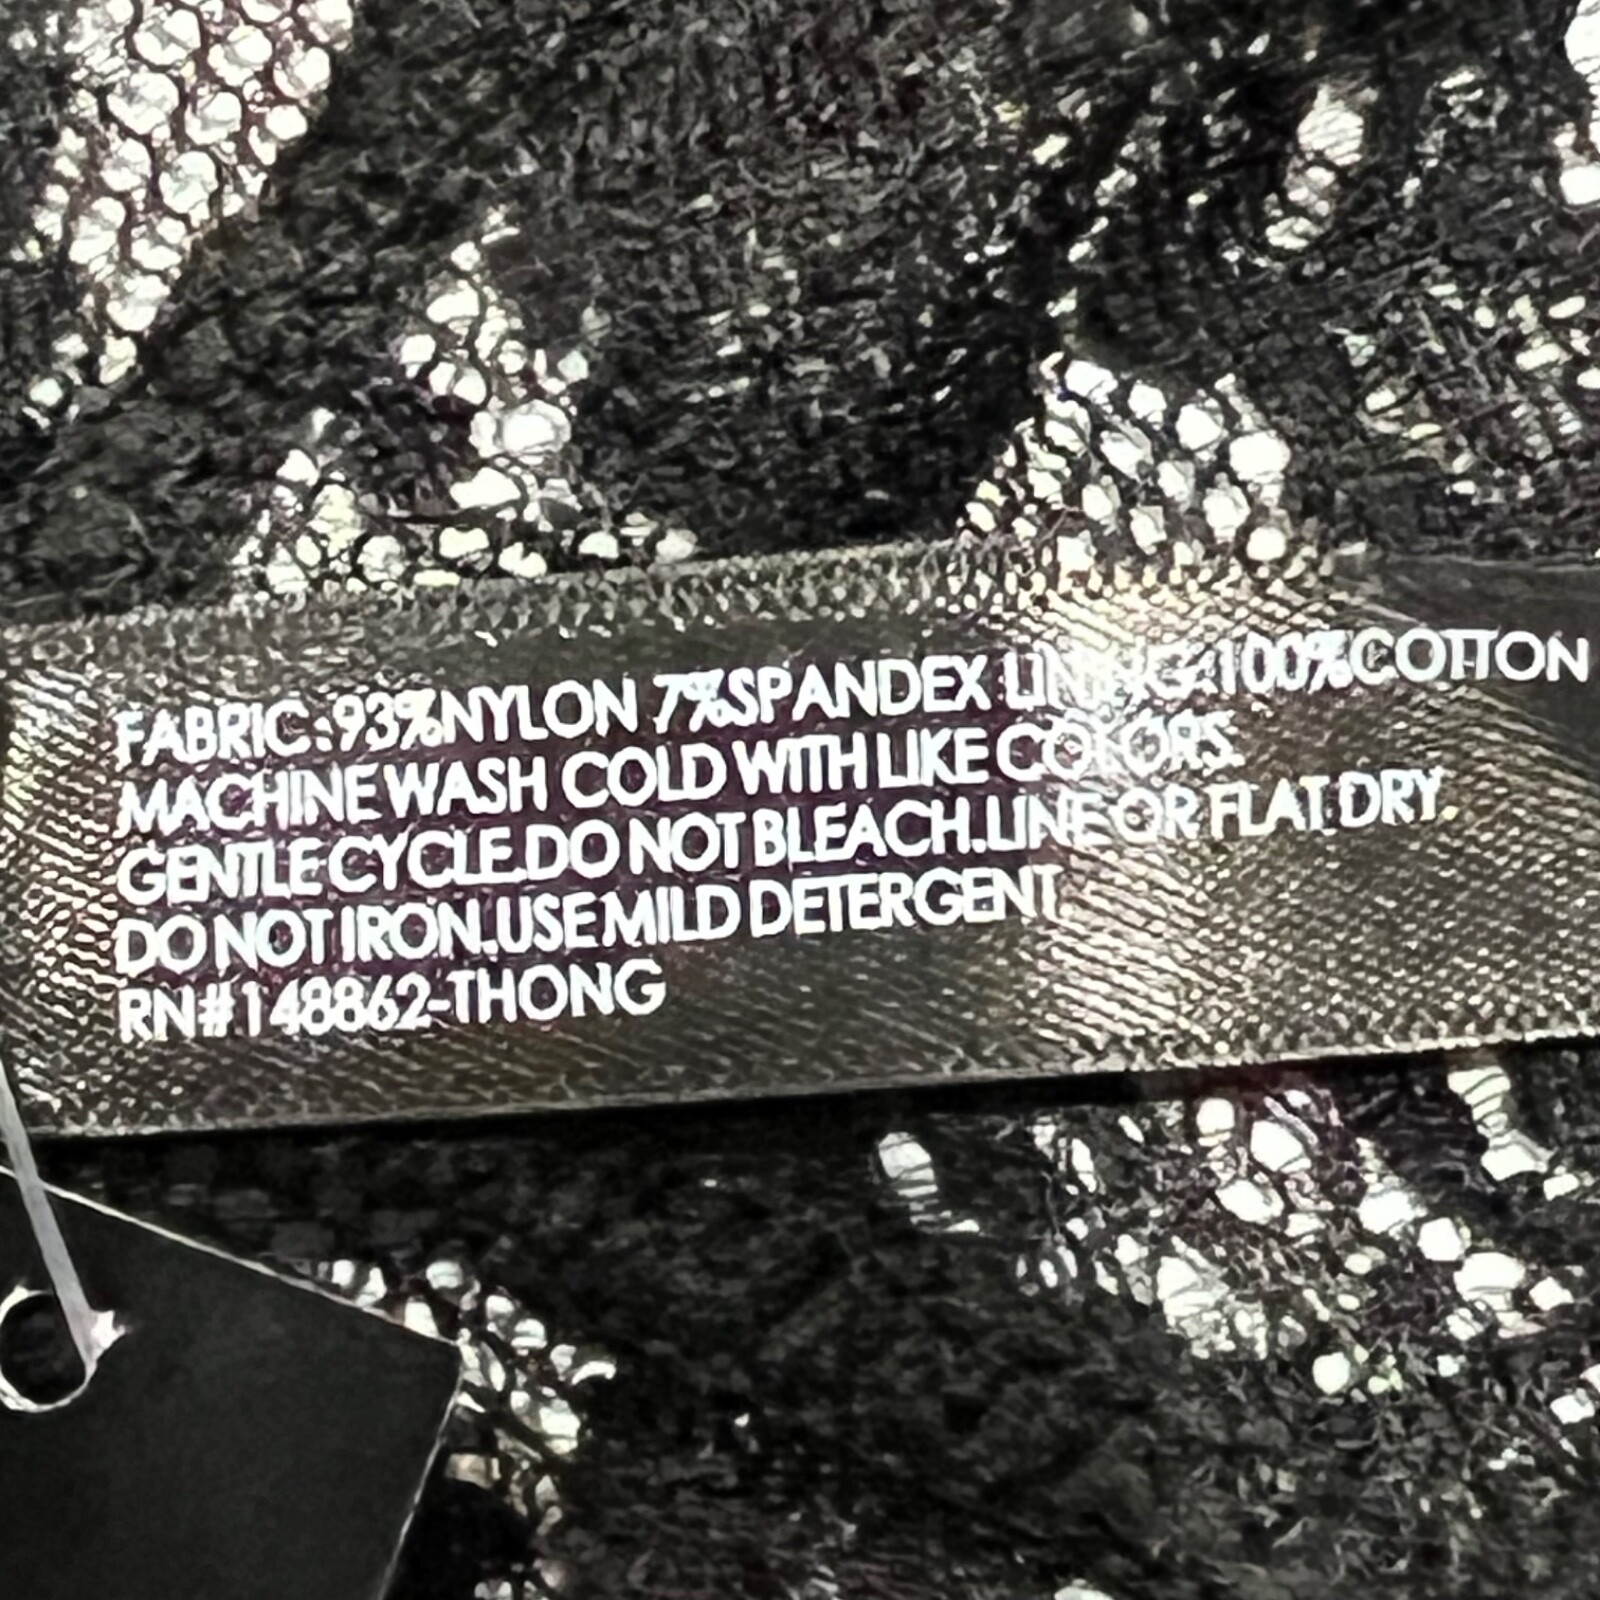 FABRIC:93%NYLON 7%SPANDEX LINING:100%COTTON
MACHINE WASH COLD WITH LIKE COLORS.
GENTLE CYCLE.DO NOT BLEACH.LINE OR FLAT DRY.
DO NOT IRON.USE MILD DETERGENT.
RN#148862-THONG